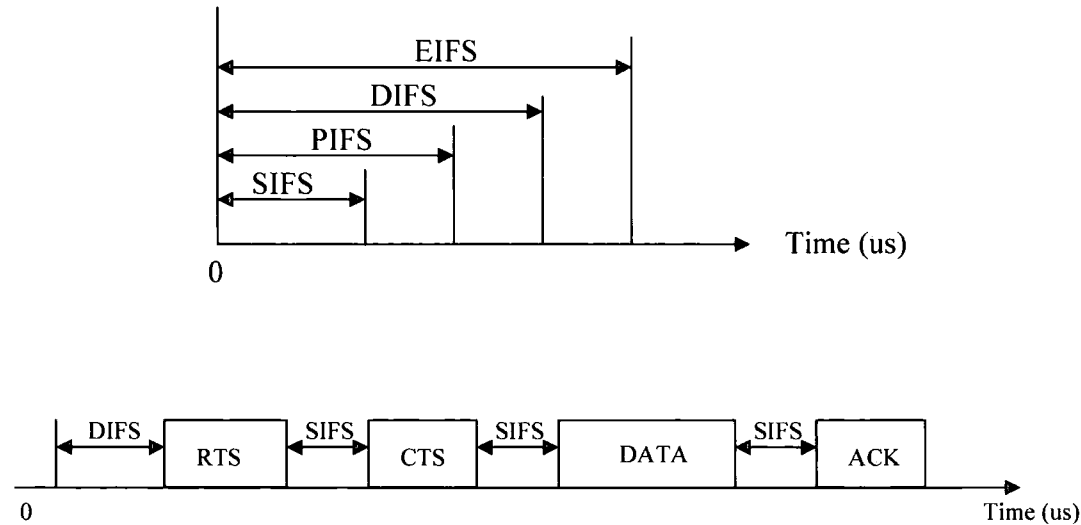 EIFS
DIFS
PIFS
SIFS
Time (us)
0
DIFS
RTS
SIFS
CTS
SIFS
DATA
SIFS
ACK
0
Time (us)